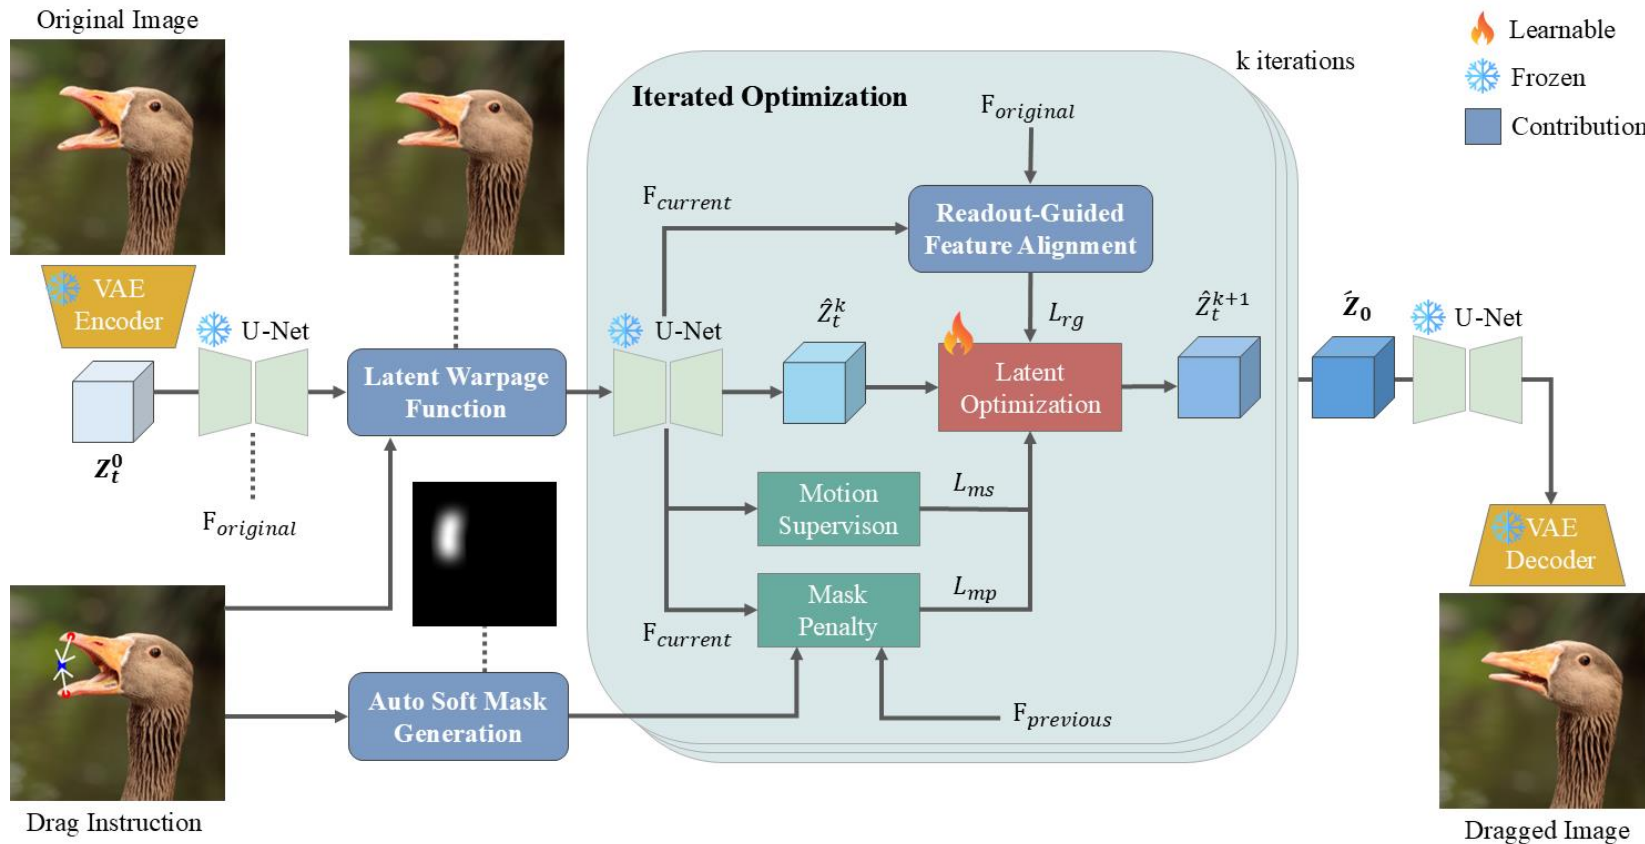 Original Image
Learnable
Frozen
Contribution
k iterations
Iterated Optimization
F_original
F_current
Readout-Guided
Feature Alignment
VAE
Encoder
U-Net
Latent Warpage
Function
U-Net
Ẑ_t^k
L_rg
Latent
Optimization
Ẑ_t^{k+1}
Ź_0
U-Net
Z_t^0
F_original
Motion
Supervison
L_ms
Mask
Penalty
L_mp
F_current
F_previous
VAE
Decoder
Auto Soft Mask
Generation
Drag Instruction
Dragged Image